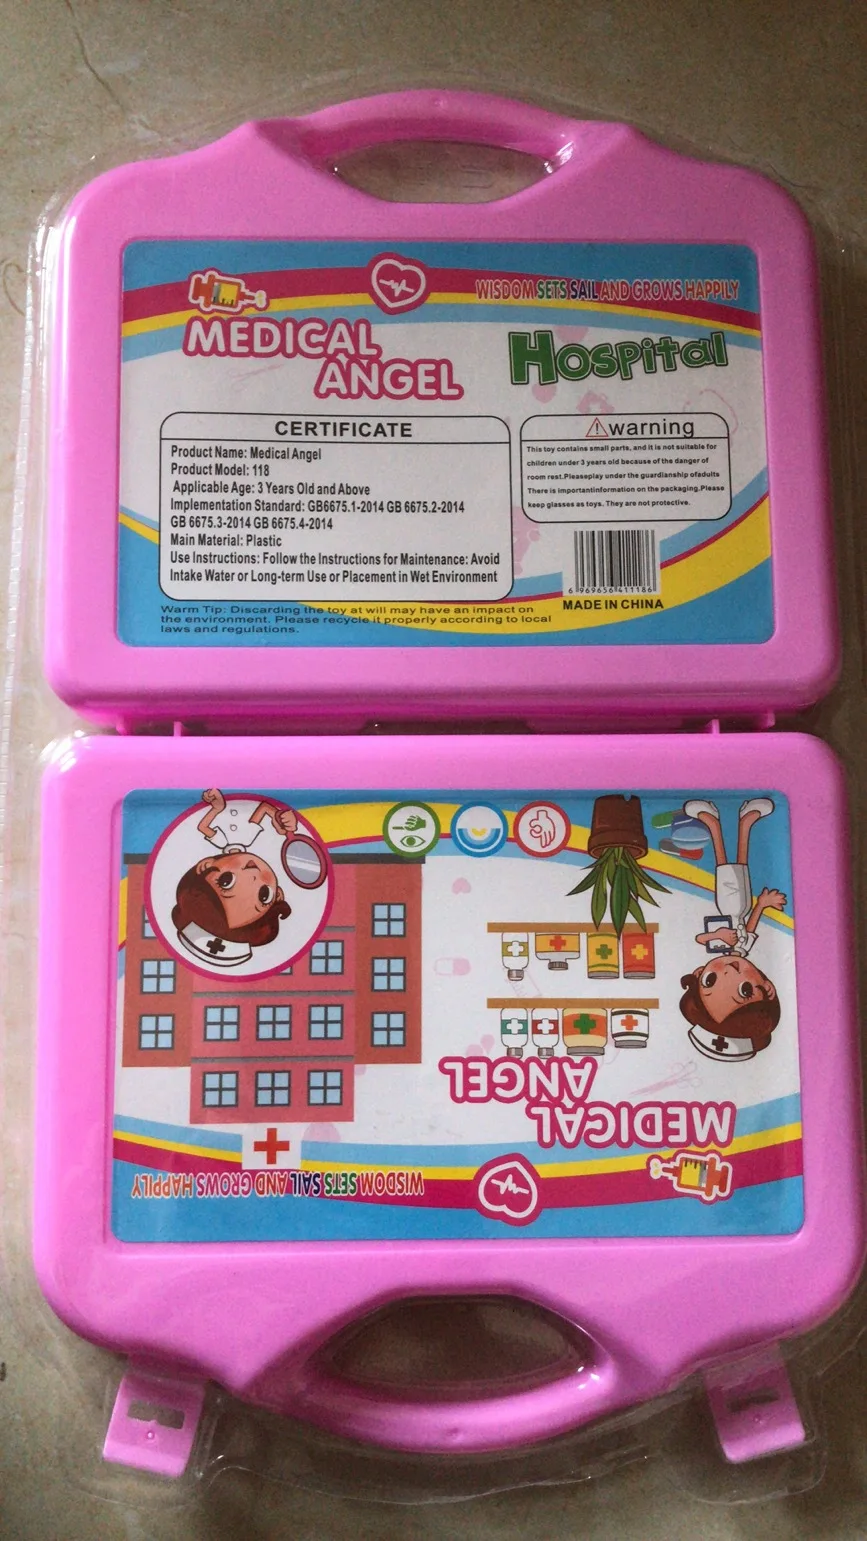 WISDOM SETS SAIL AND GROWS HAPPILY
MEDICAL
ANGEL
Hospital
CERTIFICATE
Product Name: Medical Angel
Product Model: 118
Applicable Age: 3 Years Old and Above
Implementation Standard: GB6675.1-2014 GB 6675.2-2014
GB 6675.3-2014 GB 6675.4-2014
Main Material: Plastic
Use Instructions: Follow the Instructions for Maintenance: Avoid
Intake Water or Long-term Use or Placement in Wet Environment
warning
This toy contains small parts, and it is not suitable for
children under 3 years old because of the danger of
room rest.Pleaseplay under the guardianship ofadults
There is importantinformation on the packaging.Please
keep glasses as toys. They are not protective.
6 969656 411186
MADE IN CHINA
Warm Tip: Discarding the toy at will may have an impact on
the environment. Please recycle it properly according to local
laws and regulations.
WISDOM SETS SAIL AND GROWS HAPPILY
MEDICAL
ANGEL